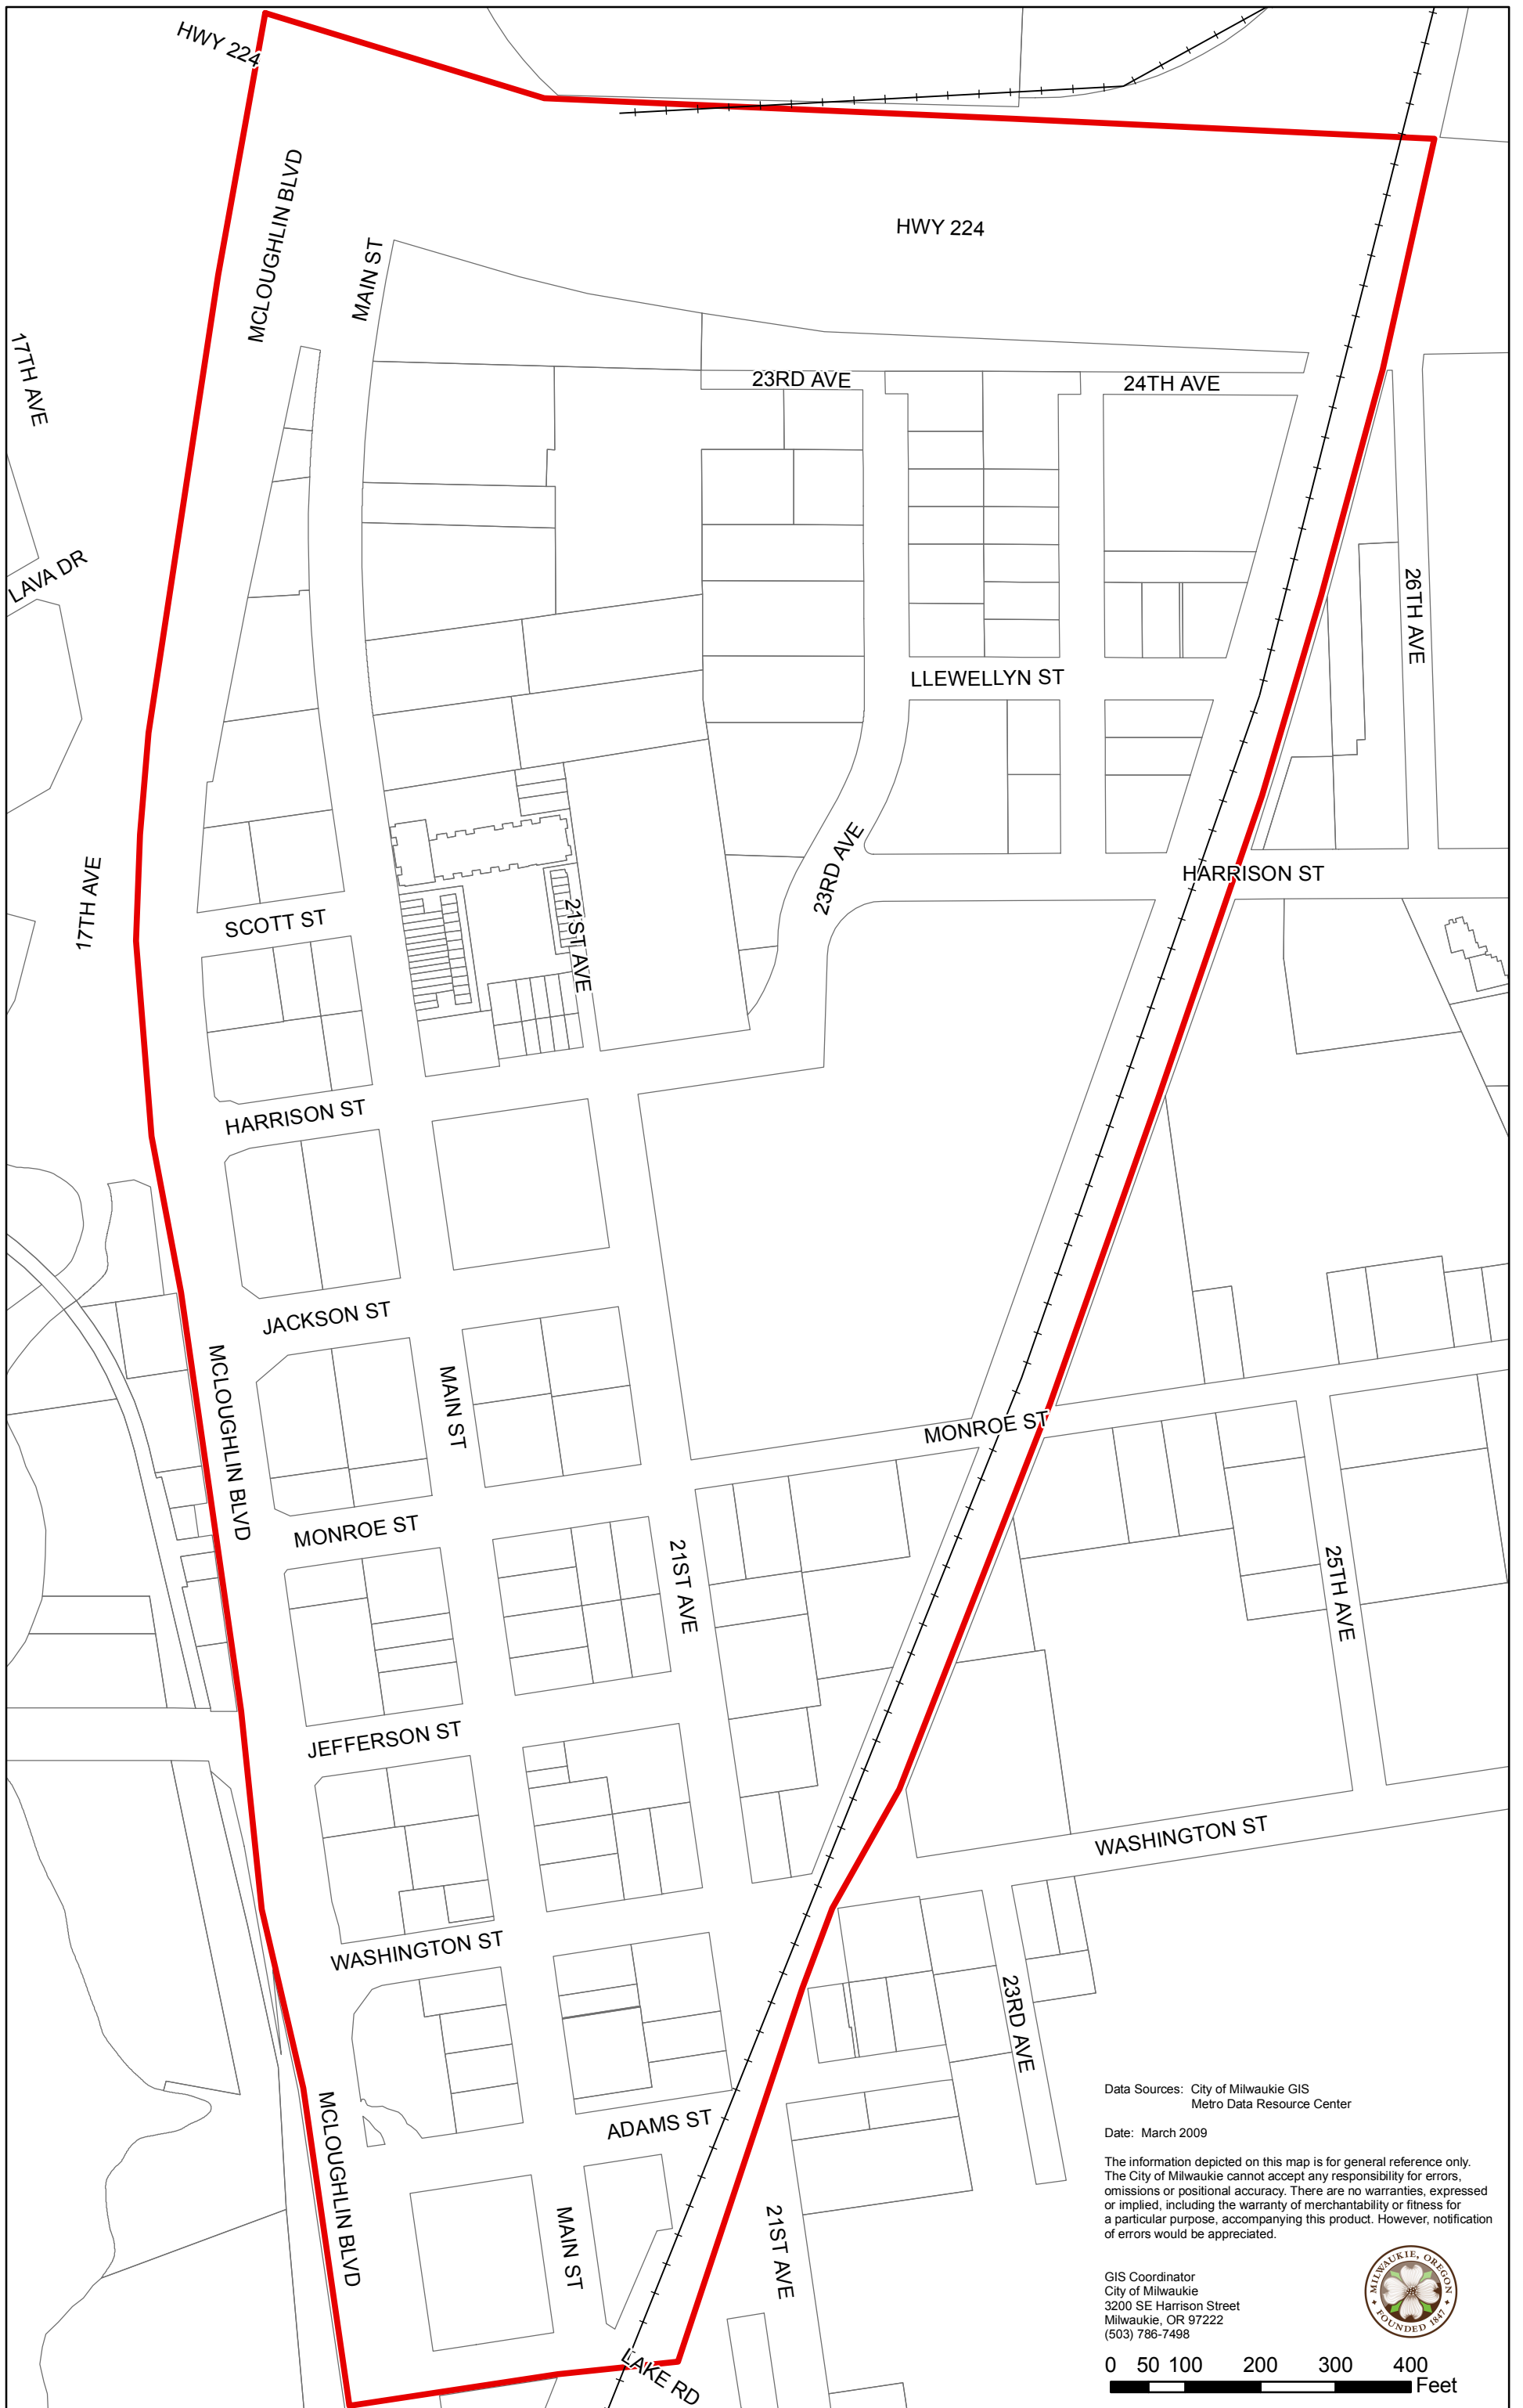 HWY 224
MCLOUGHLIN BLVD
MAIN ST
HWY 224
17TH AVE
23RD AVE
24TH AVE
LAVA DR
26TH AVE
LLEWELLYN ST
23RD AVE
HARRISON ST
17TH AVE
SCOTT ST
21ST AVE
HARRISON ST
JACKSON ST
MCLOUGHLIN BLVD
MAIN ST
MONROE ST
MONROE ST
21ST AVE
25TH AVE
JEFFERSON ST
WASHINGTON ST
WASHINGTON ST
23RD AVE
ADAMS ST
MCLOUGHLIN BLVD
MAIN ST
21ST AVE
LAKE RD
Data Sources: City of Milwaukie GIS
Metro Data Resource Center
Date: March 2009
The information depicted on this map is for general reference only.
The City of Milwaukie cannot accept any responsibility for errors,
omissions or positional accuracy. There are no warranties, expressed
or implied, including the warranty of merchantability or fitness for
a particular purpose, accompanying this product. However, notification
of errors would be appreciated.
GIS Coordinator
City of Milwaukie
3200 SE Harrison Street
Milwaukie, OR 97222
(503) 786-7498
MILWAUKIE, OREGON
FOUNDED 1847
0 50 100 200 300 400
Feet